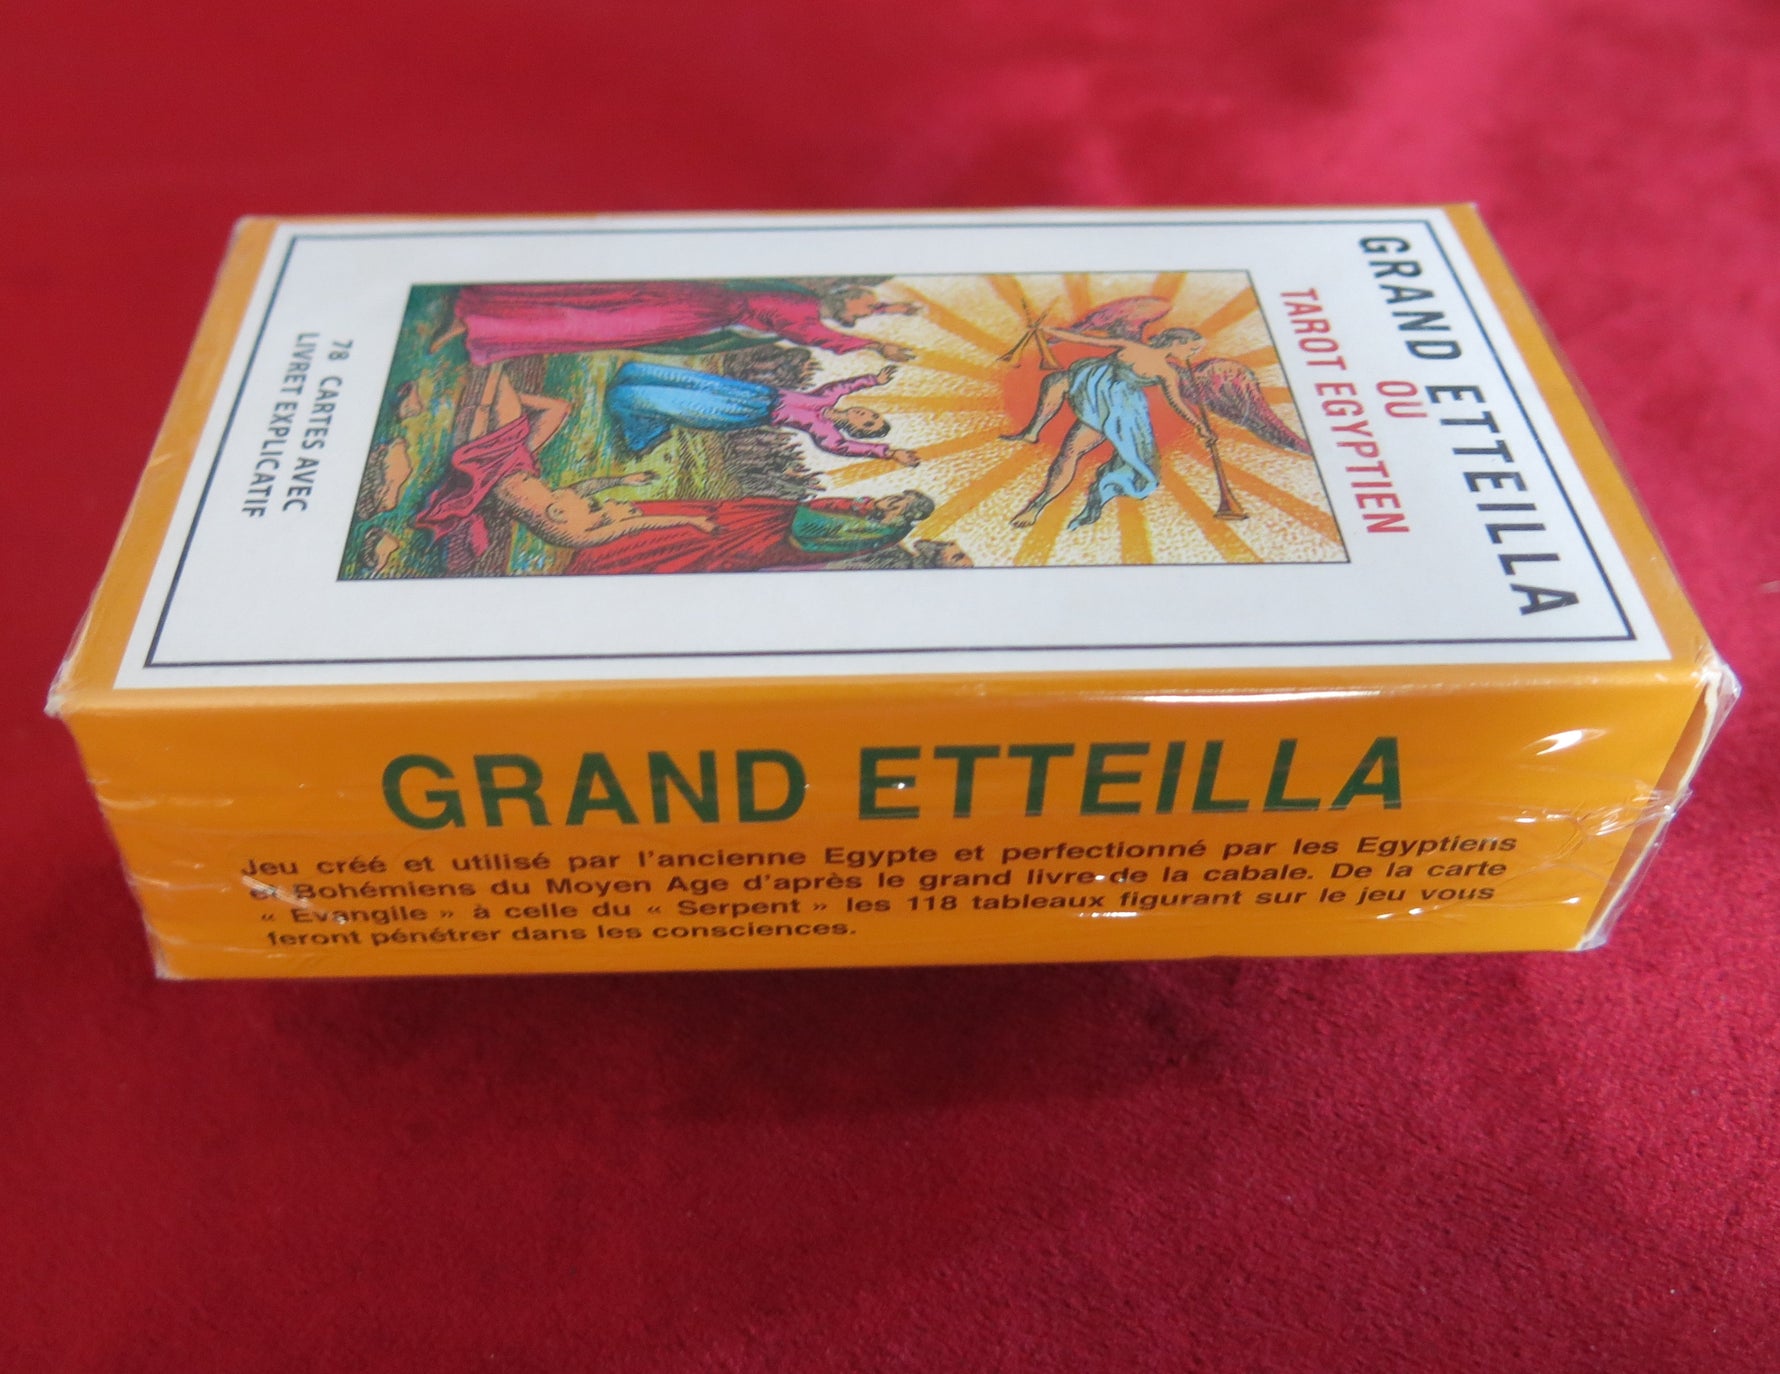 GRAND ETTEILLA
OU
TAROT EGYPTIEN
78 CARTES AVEC
LIVRET EXPLICATIF
GRAND ETTEILLA
Jeu créé et utilisé par l'ancienne Egypte et perfectionné par les Egyptiens
et Bohémiens du Moyen Age d'après le grand livre de la cabale. De la carte
« Evangile » à celle du « Serpent » les 118 tableaux figurant sur le jeu vous
feront pénétrer dans les consciences.